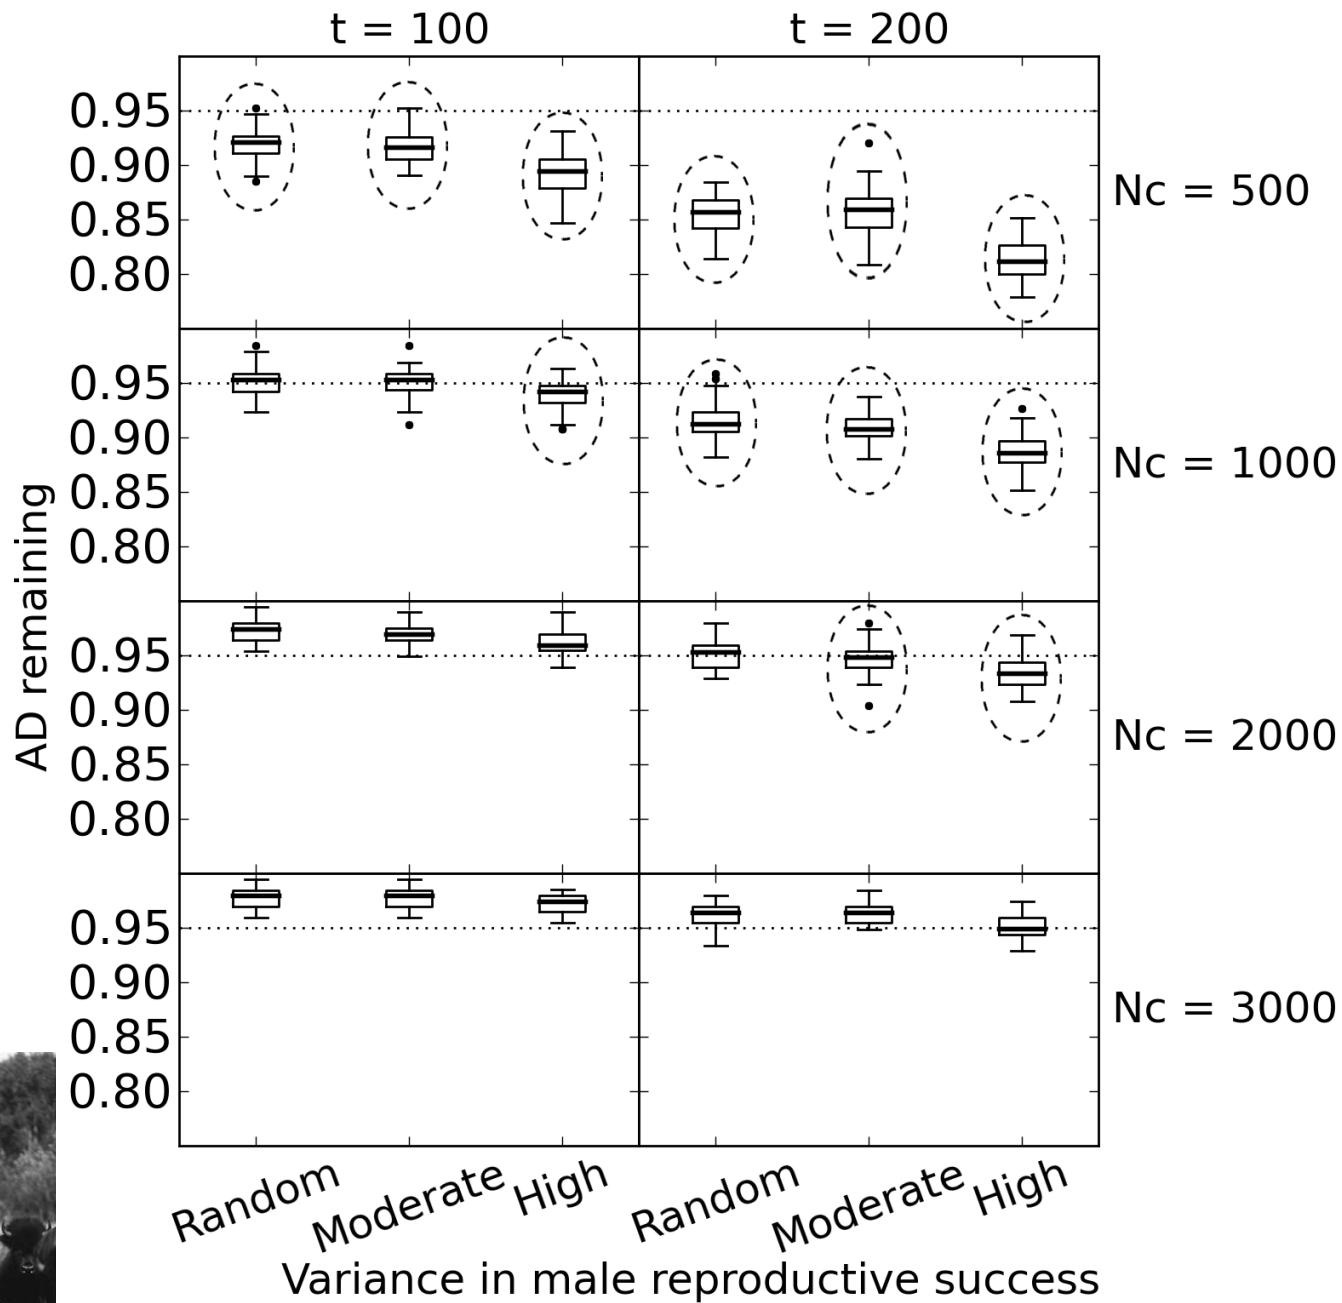 t = 100 t = 200
0.95
0.90
0.85
0.80
Nc = 500
0.95
0.90
0.85
0.80
Nc = 1000
0.95
0.90
0.85
0.80
Nc = 2000
0.95
0.90
0.85
0.80
Nc = 3000
AD remaining
Random Moderate High Random Moderate High
Variance in male reproductive success